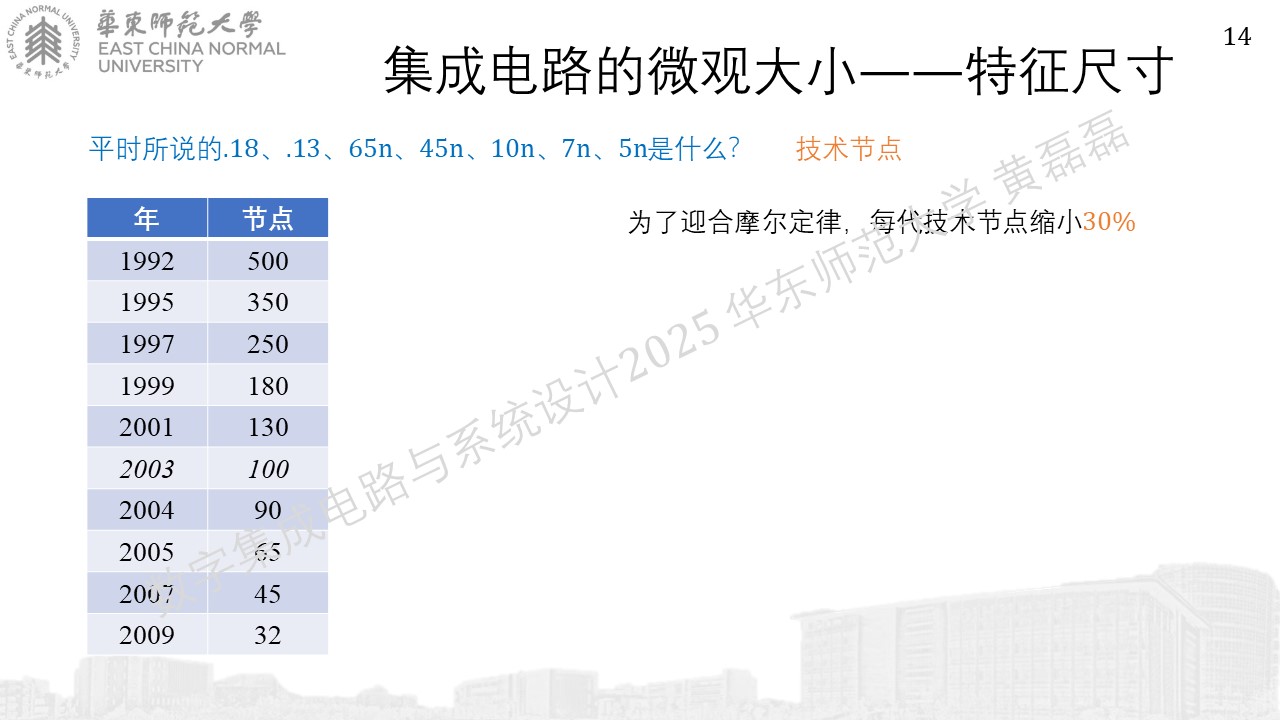 華東師範大學
EAST CHINA NORMAL
UNIVERSITY
EAST CHINA NORMAL UNIVERSITY
華東師範大學
14
集成电路的微观大小——特征尺寸
平时所说的.18、.13、65n、45n、10n、7n、5n是什么？ 技术节点
为了迎合摩尔定律，每代技术节点缩小30%
年 节点
1992 500
1995 350
1997 250
1999 180
2001 130
2003 100
2004 90
2005 65
2007 45
2009 32
数字集成电路与系统设计2025 华东师范大学 黄磊磊